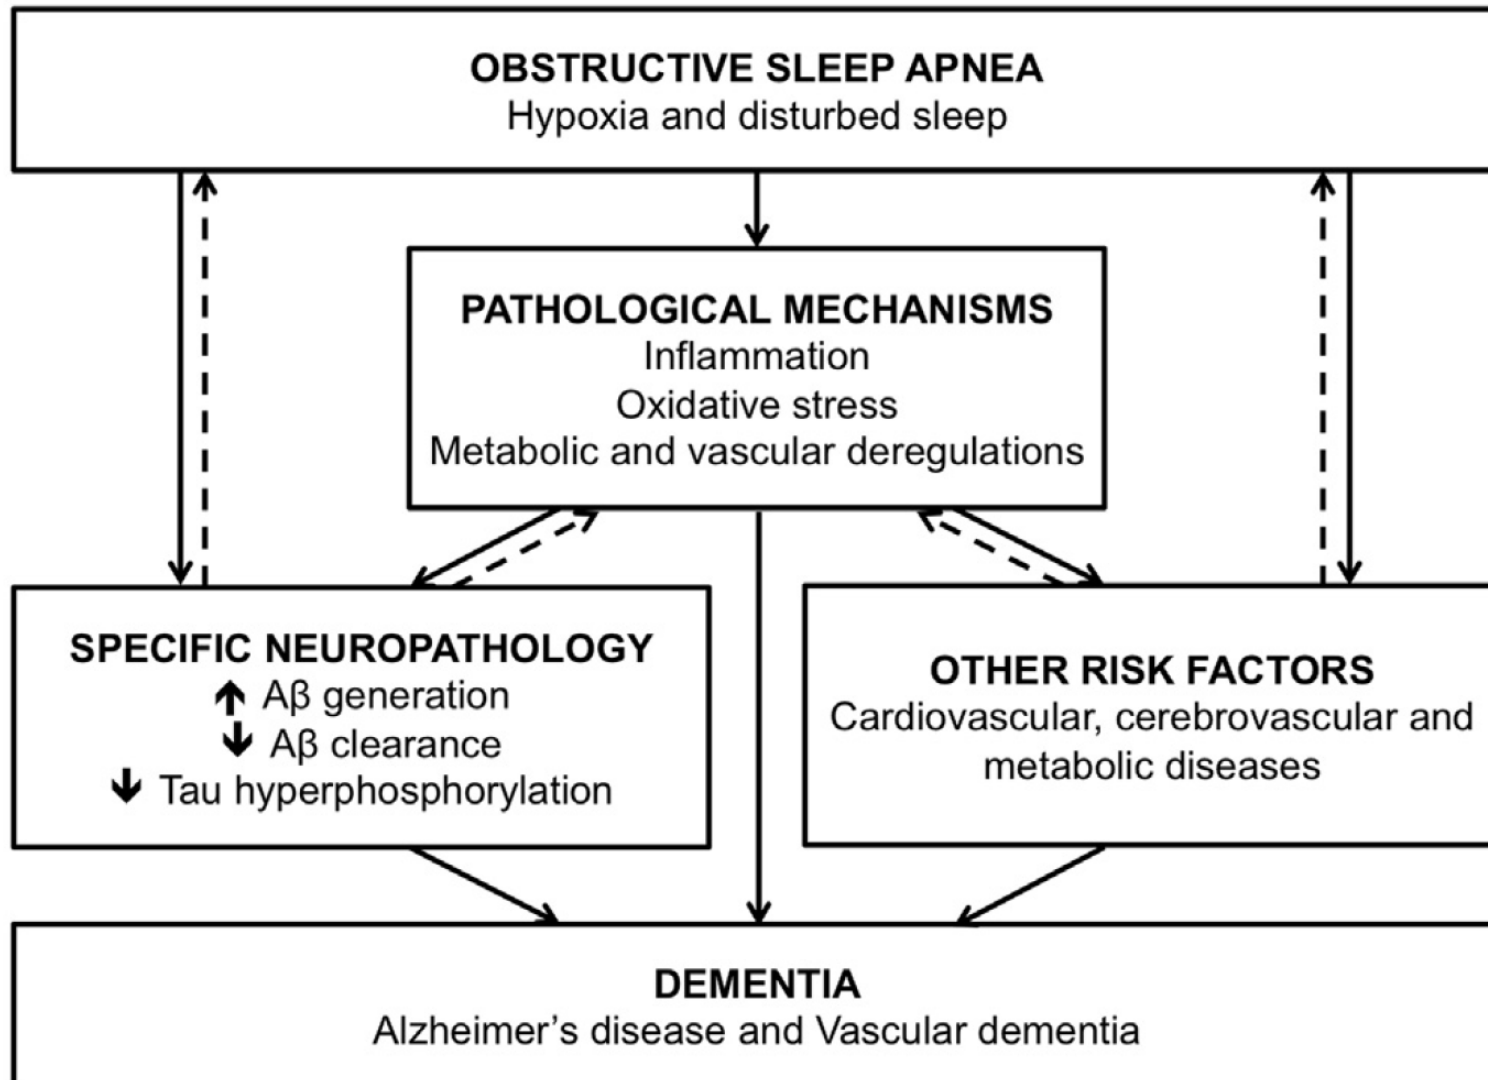 OBSTRUCTIVE SLEEP APNEA
Hypoxia and disturbed sleep
PATHOLOGICAL MECHANISMS
Inflammation
Oxidative stress
Metabolic and vascular deregulations
SPECIFIC NEUROPATHOLOGY
🡹 Aβ generation
🡻 Aβ clearance
🡻 Tau hyperphosphorylation
OTHER RISK FACTORS
Cardiovascular, cerebrovascular and
metabolic diseases
DEMENTIA
Alzheimer’s disease and Vascular dementia